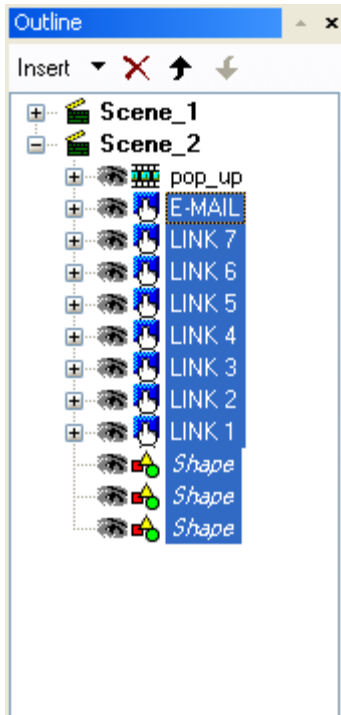 Outline
Insert
Scene_1
Scene_2
pop_up
E-MAIL
LINK 7
LINK 6
LINK 5
LINK 4
LINK 3
LINK 2
LINK 1
Shape
Shape
Shape